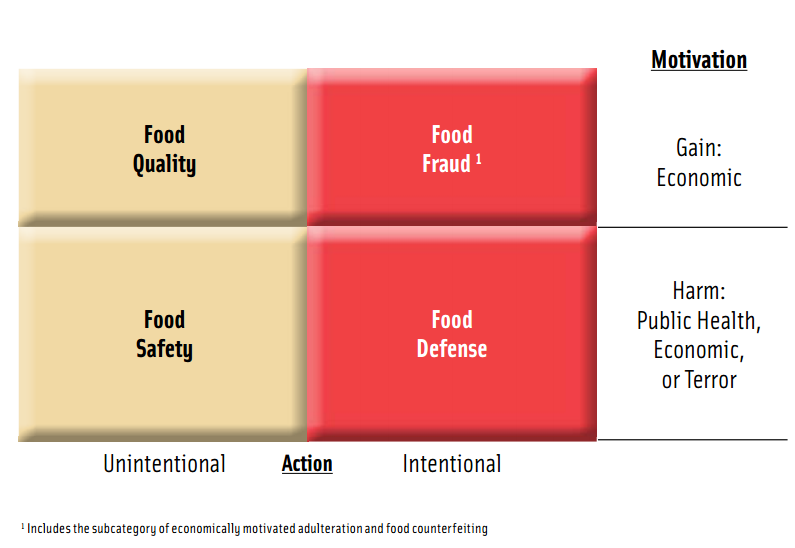 Motivation
Food
Quality
Food
Fraud ¹
Gain:
Economic
Food
Safety
Food
Defense
Harm:
Public Health,
Economic,
or Terror
Unintentional
Action
Intentional
¹ Includes the subcategory of economically motivated adulteration and food counterfeiting